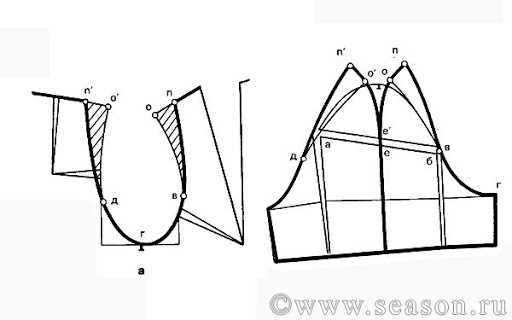 п' о' о п
д в
г
а
п' п
о' о
е'
д а е б в
г
©www.season.ru